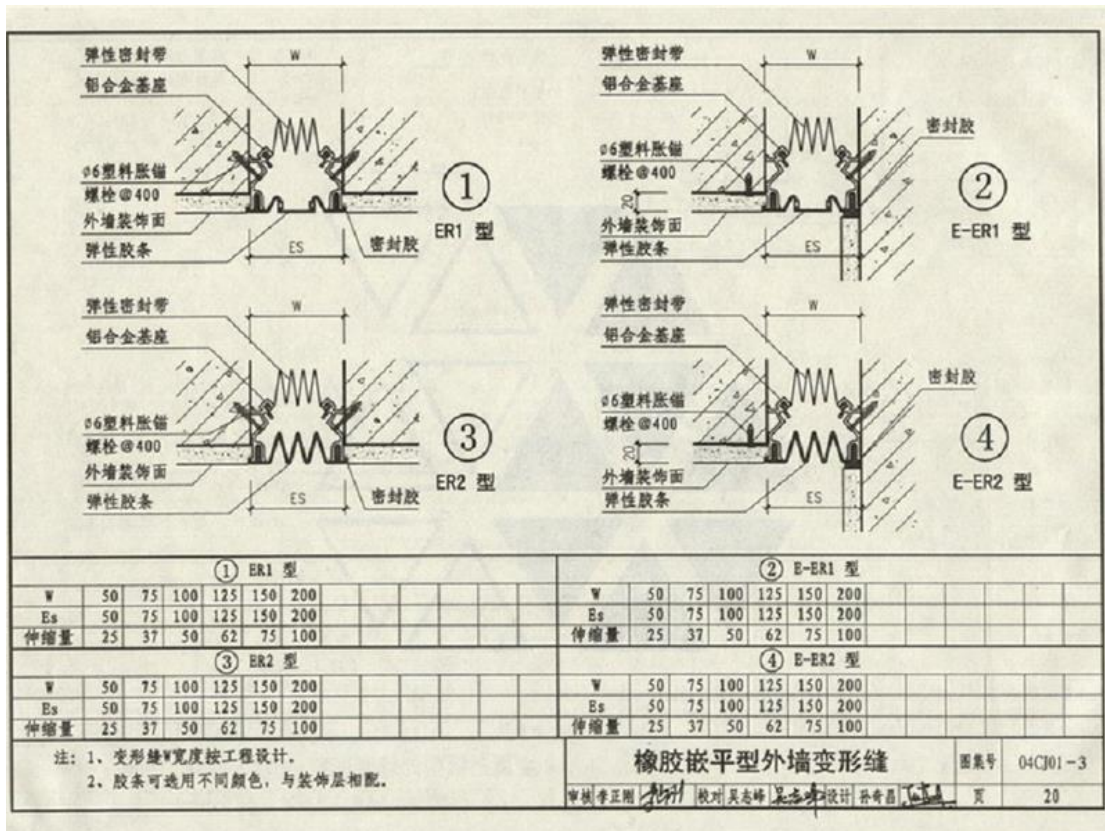 弹性密封带
W
铝合金基座
ø6塑料胀锚
螺栓@400
外墙装饰面
弹性胶条
ES
密封胶
①
ER1 型
弹性密封带
W
铝合金基座
密封胶
ø6塑料胀锚
螺栓@400
20
外墙装饰面
弹性胶条
ES
②
E-ER1 型
弹性密封带
W
铝合金基座
ø6塑料胀锚
螺栓@400
外墙装饰面
弹性胶条
ES
密封胶
③
ER2 型
弹性密封带
W
铝合金基座
密封胶
ø6塑料胀锚
螺栓@400
20
外墙装饰面
弹性胶条
ES
④
E-ER2 型
① ER1 型
W 50 75 100 125 150 200
Es 50 75 100 125 150 200
伸缩量 25 37 50 62 75 100
② E-ER1 型
W 50 75 100 125 150 200
Es 50 75 100 125 150 200
伸缩量 25 37 50 62 75 100
③ ER2 型
W 50 75 100 125 150 200
Es 50 75 100 125 150 200
伸缩量 25 37 50 62 75 100
④ E-ER2 型
W 50 75 100 125 150 200
Es 50 75 100 125 150 200
伸缩量 25 37 50 62 75 100
注: 1、变形缝W宽度按工程设计.
2、胶条可选用不同颜色, 与装饰层相配.
橡胶嵌平型外墙变形缝
图集号 04CJ01-3
审核 李正刚 校对 吴志峰 吴志峰 设计 孙奇昌 页 20